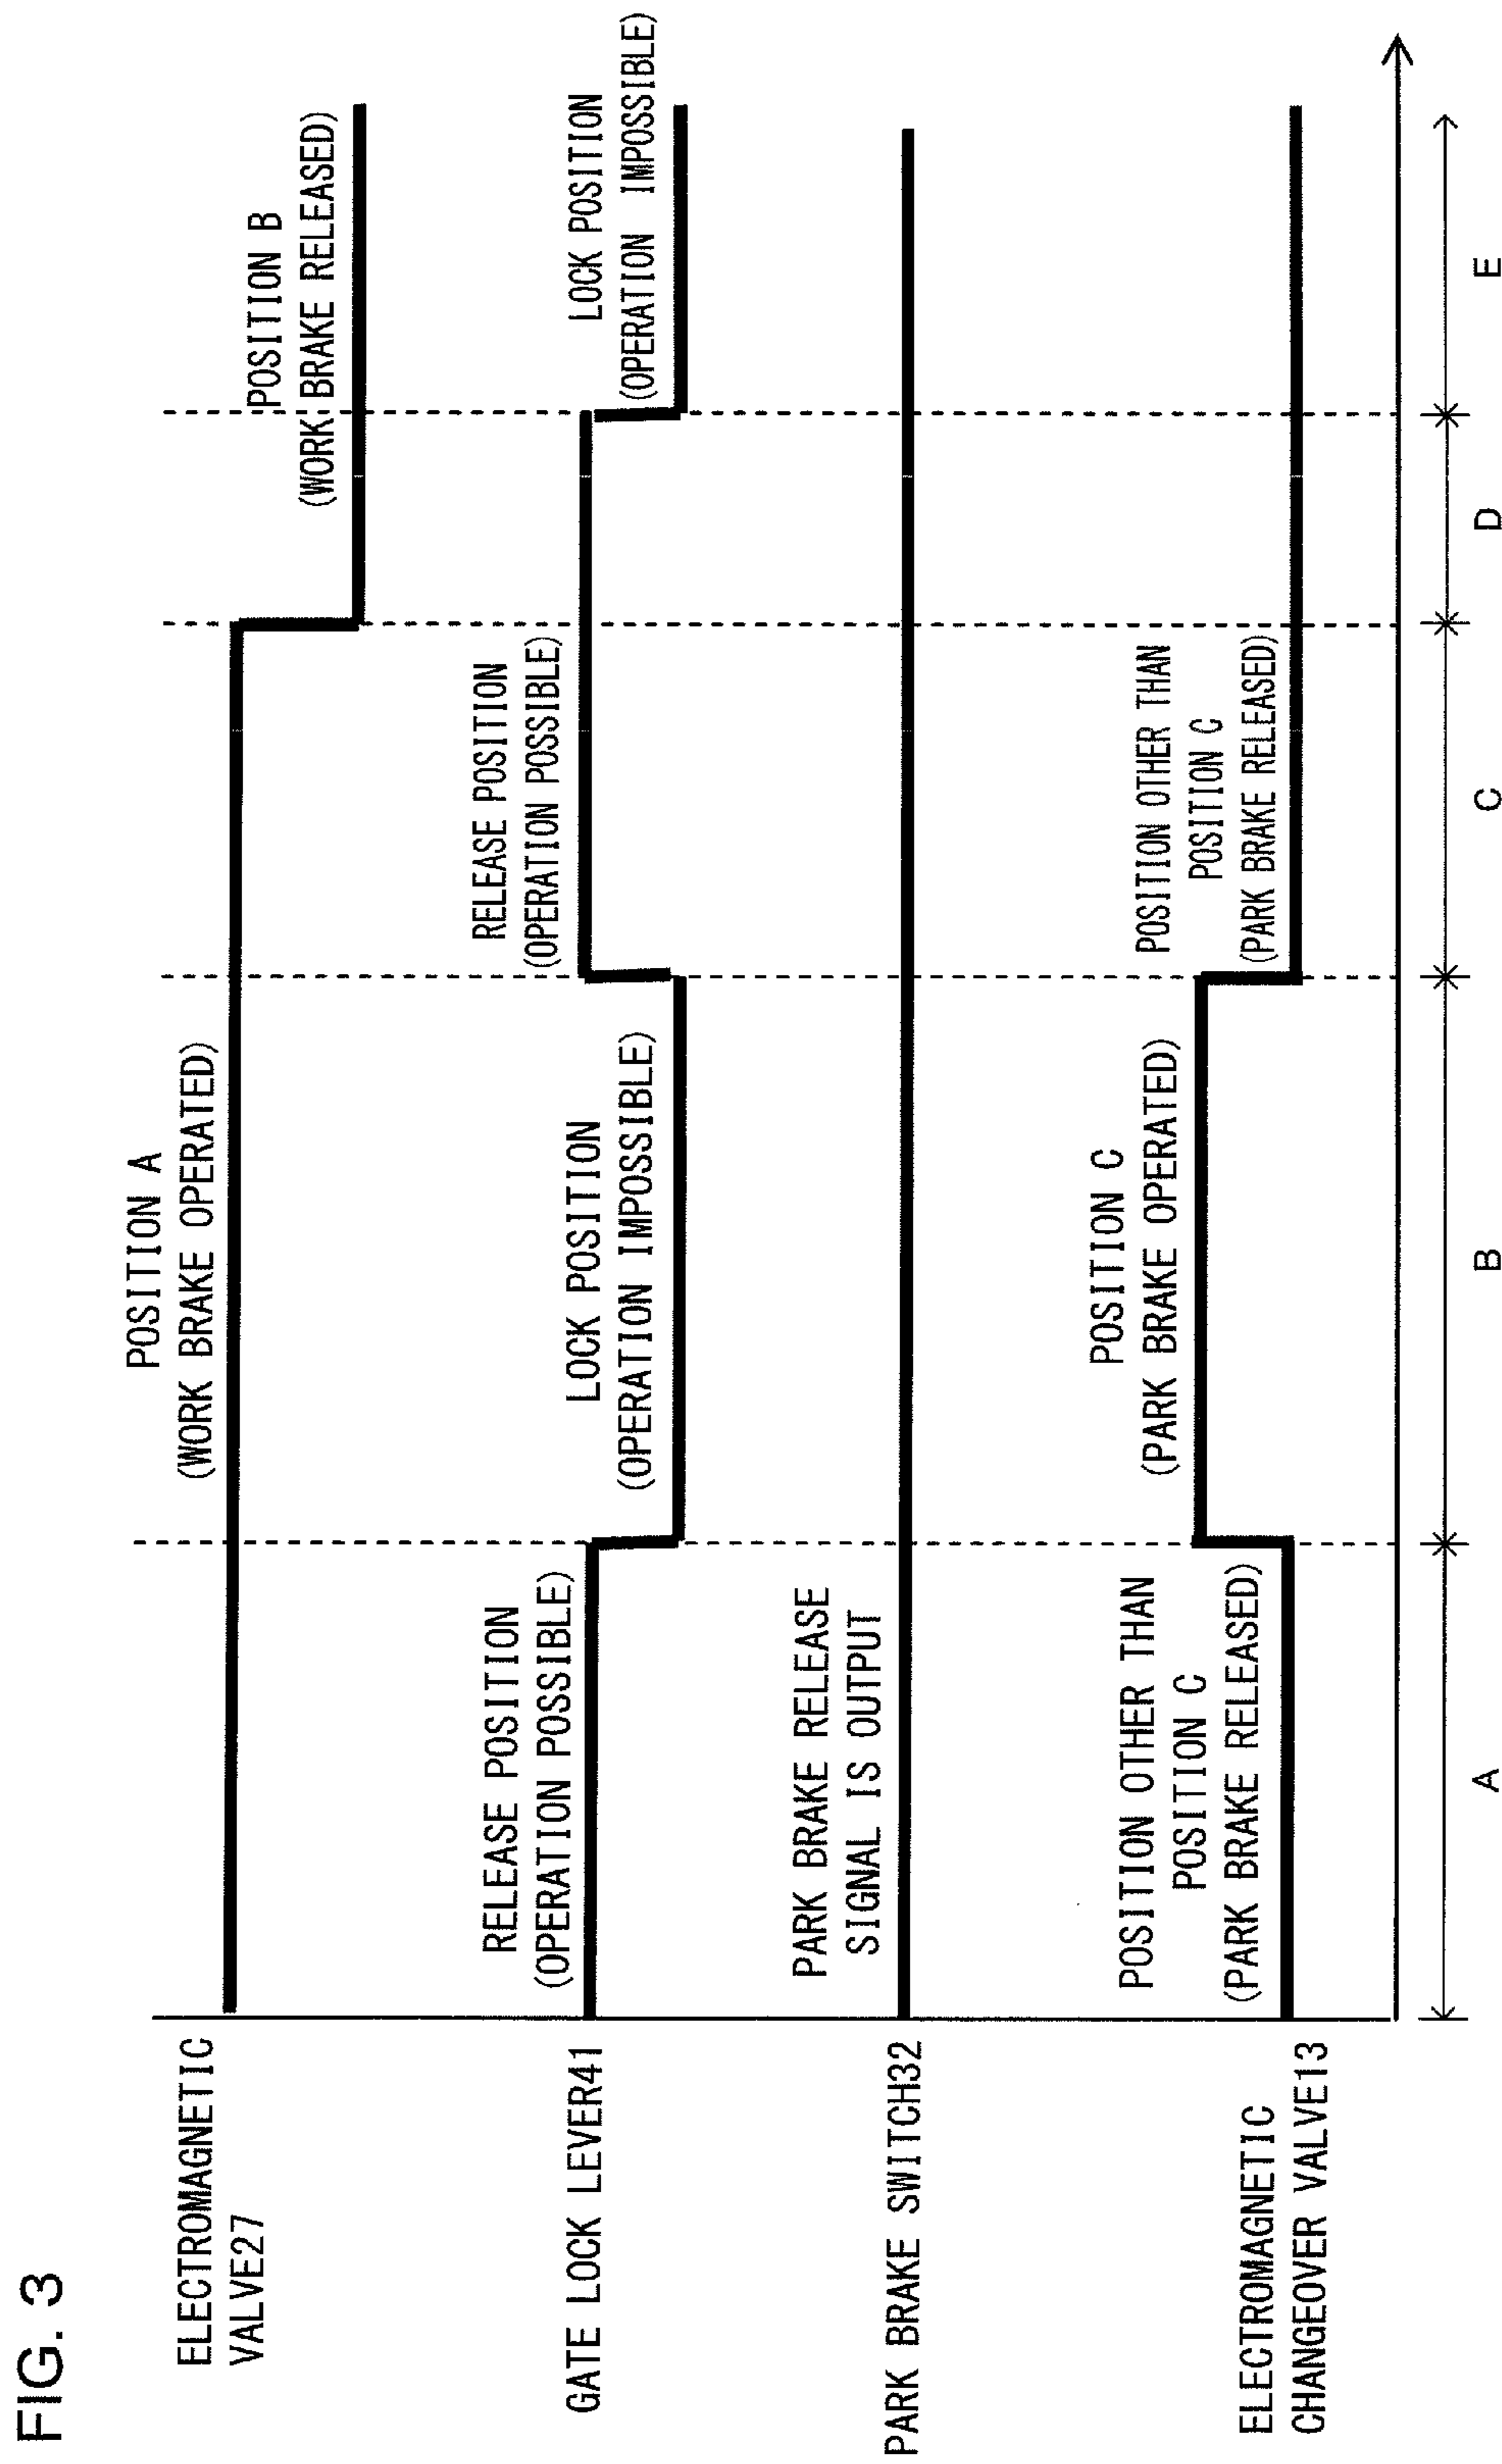 FIG. 3
ELECTROMAGNETIC
VALVE27
POSITION A
(WORK BRAKE OPERATED)
POSITION B
(WORK BRAKE RELEASED)
GATE LOCK LEVER41
RELEASE POSITION
(OPERATION POSSIBLE)
LOCK POSITION
(OPERATION IMPOSSIBLE)
RELEASE POSITION
(OPERATION POSSIBLE)
LOCK POSITION
(OPERATION IMPOSSIBLE)
PARK BRAKE SWITCH32
PARK BRAKE RELEASE
SIGNAL IS OUTPUT
ELECTROMAGNETIC
CHANGEOVER VALVE13
POSITION OTHER THAN
POSITION C
(PARK BRAKE RELEASED)
POSITION C
(PARK BRAKE OPERATED)
POSITION OTHER THAN
POSITION C
(PARK BRAKE RELEASED)
A
B
C
D
E